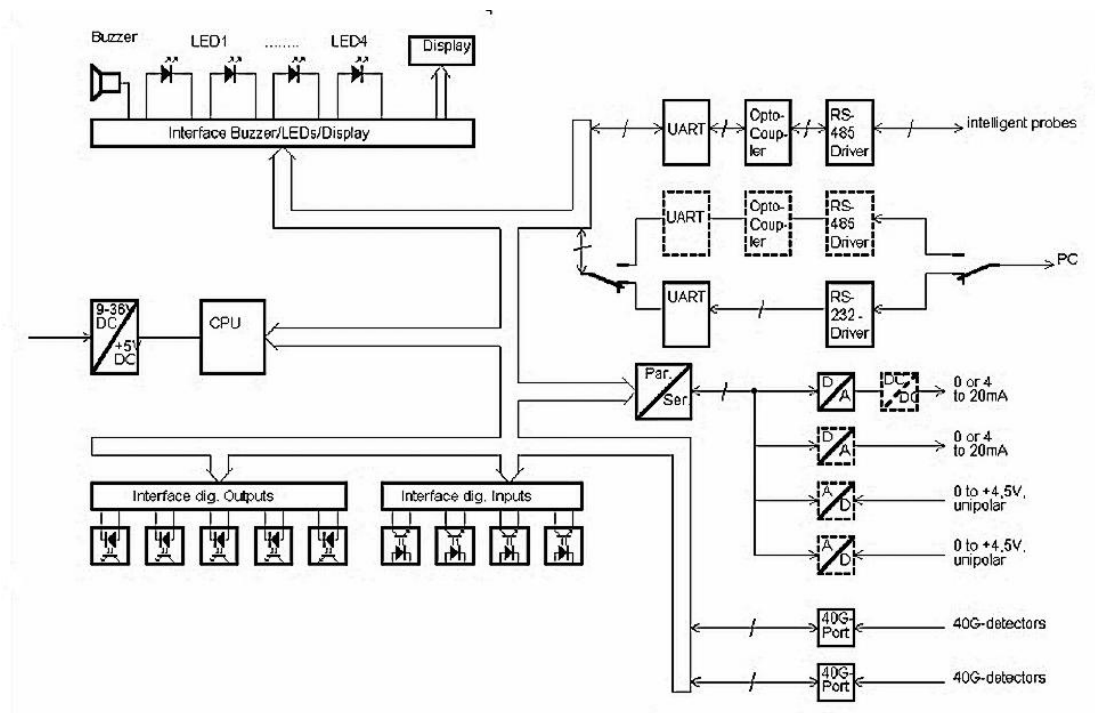 Buzzer
LED1
........
LED4
Display
Interface Buzzer/LEDs/Display
UART
Opto-
Coup-
ler
RS-
485
Driver
intelligent probes
UART
Opto-
Coup-
ler
RS-
485
Driver
PC
UART
RS-
232-
Driver
9-36V
DC
+5V
DC
CPU
Par.
Ser.
D
A
DC
DC
0 or 4
to 20mA
D
A
0 or 4
to 20mA
A
D
0 to +4,5V,
unipolar
A
D
0 to +4,5V,
unipolar
Interface dig. Outputs
Interface dig. Inputs
40G-
Port
40G-detectors
40G-
Port
40G-detectors